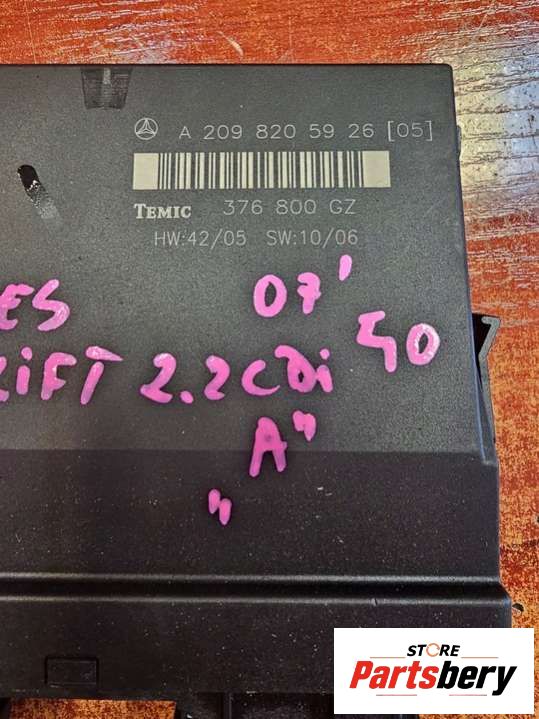 A 209 820 59 26 [05]
TEMIC 376 800 GZ
HW:42/05 SW:10/06
ES 07'
RIFT 2.2CDi 50
"A"
STORE
Partsbery